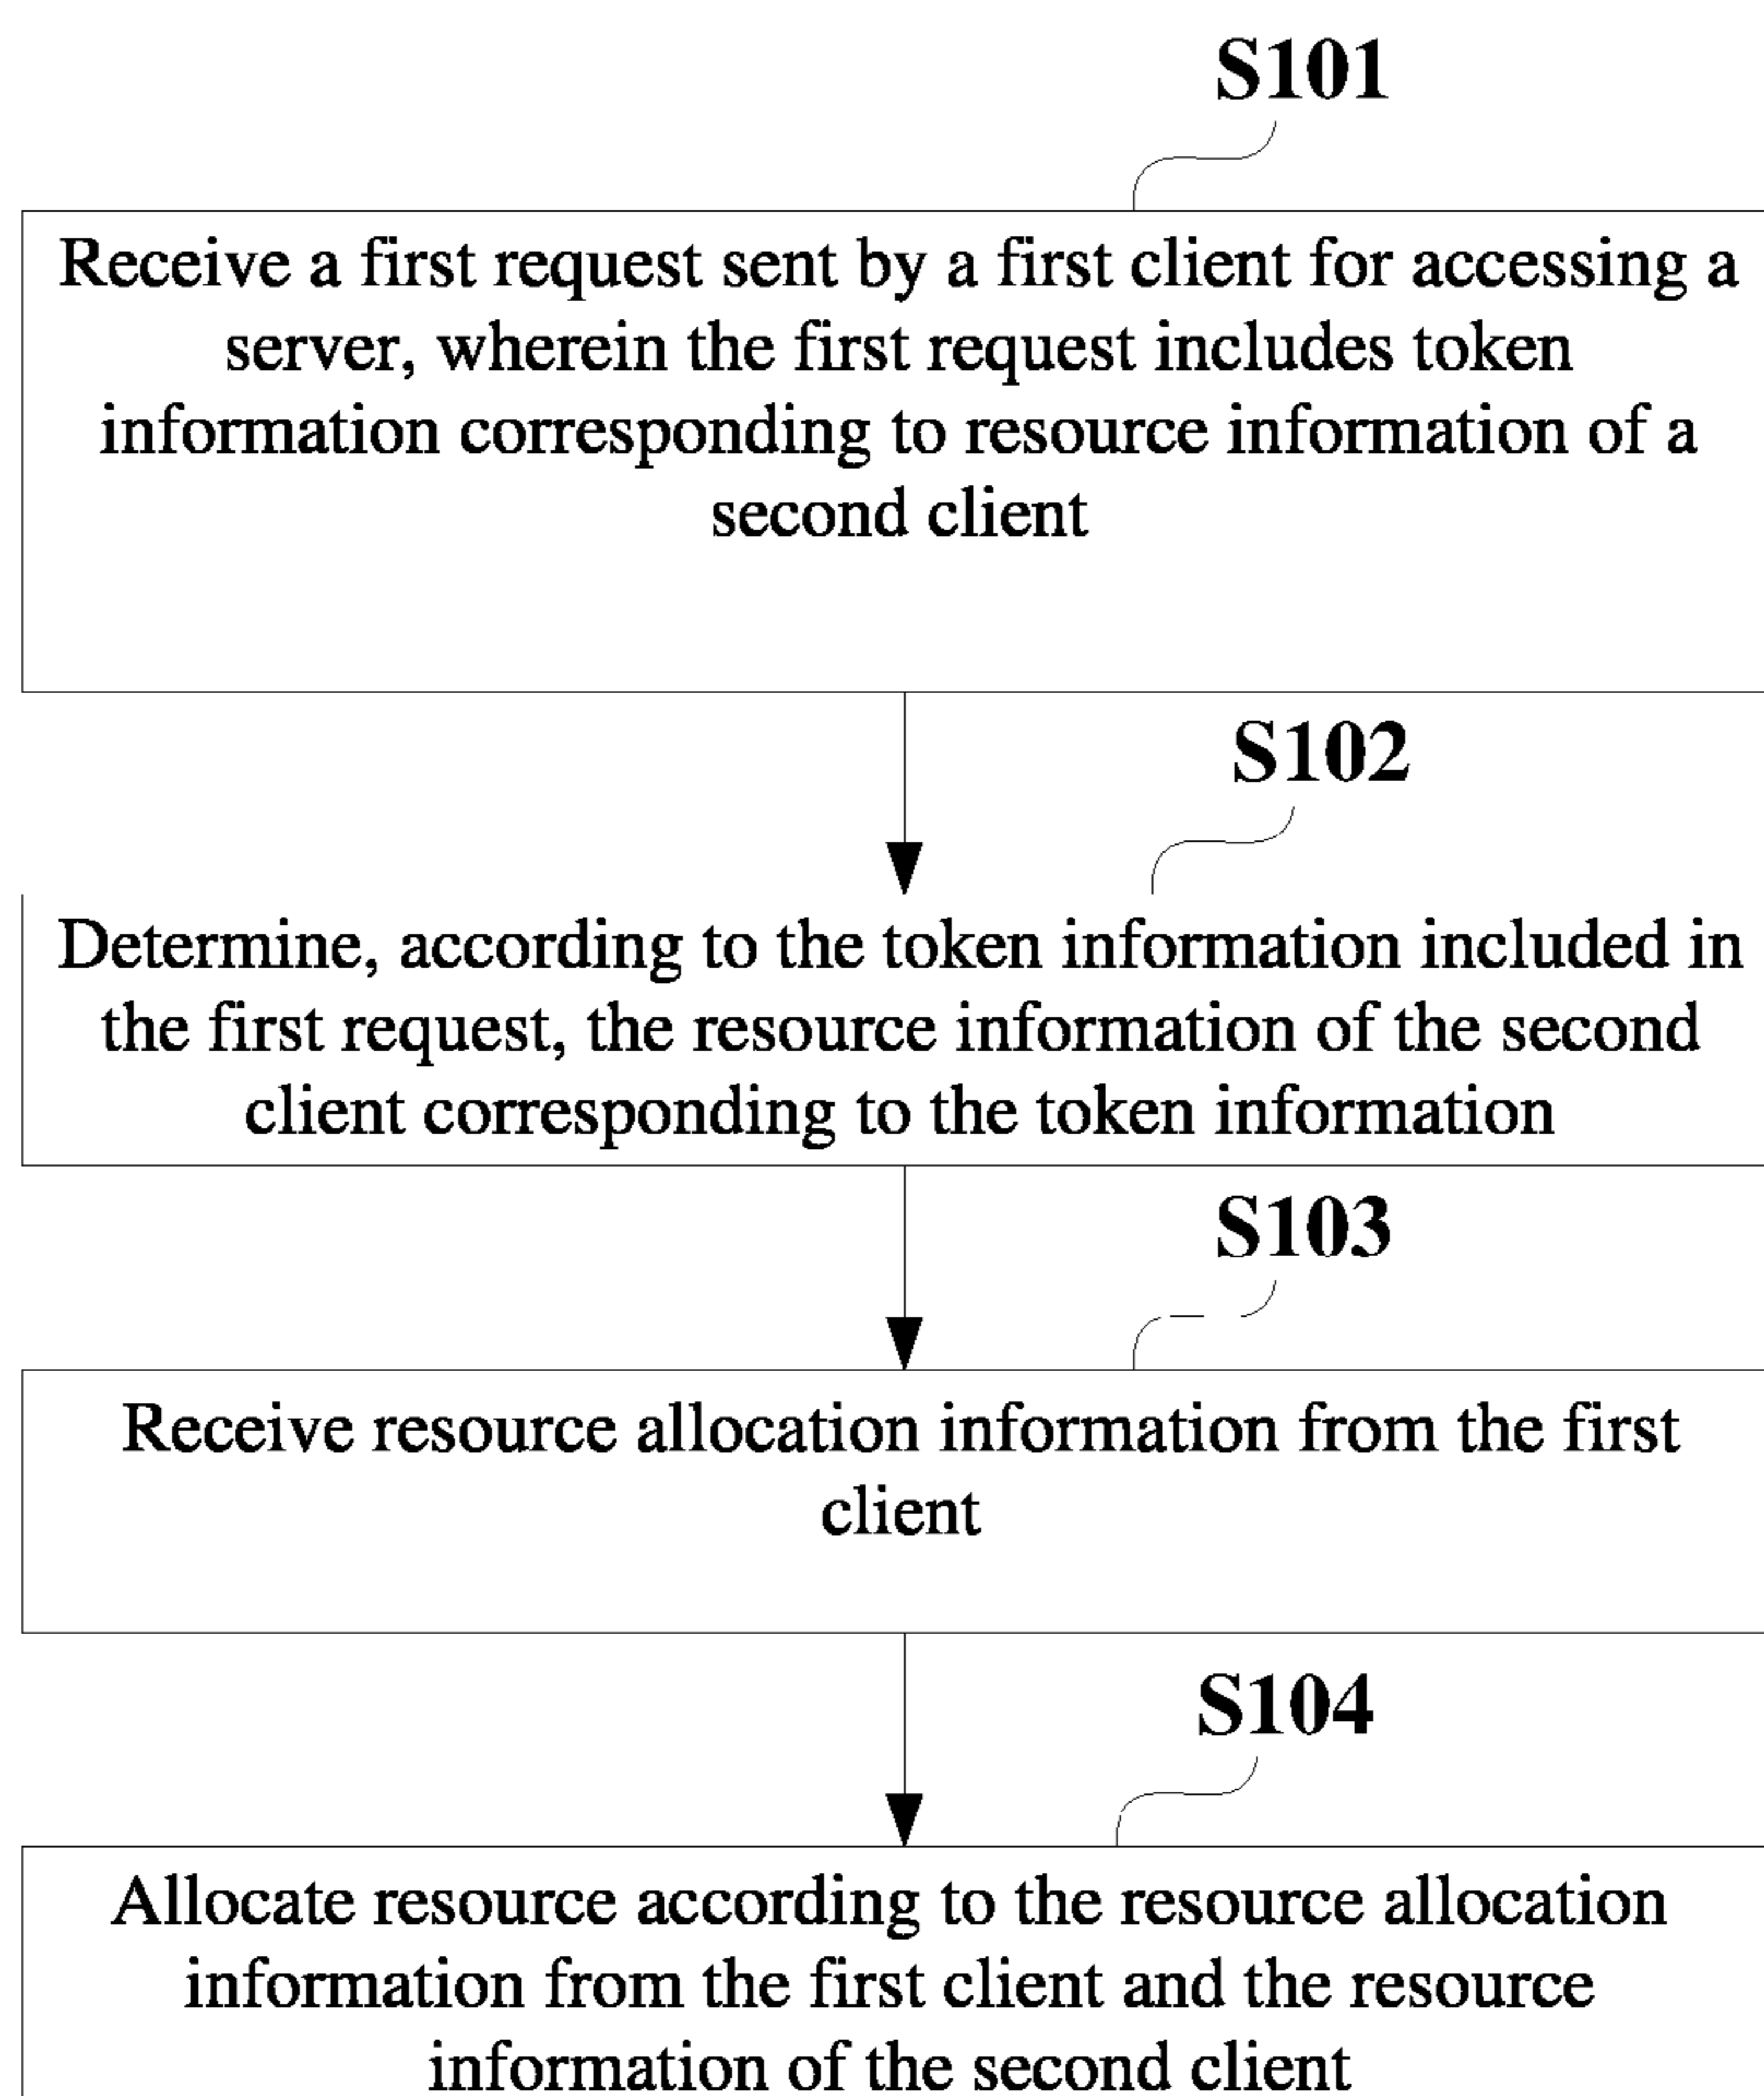 S101
Receive a first request sent by a first client for accessing a
server, wherein the first request includes token
information corresponding to resource information of a
second client
S102
Determine, according to the token information included in
the first request, the resource information of the second
client corresponding to the token information
S103
Receive resource allocation information from the first
client
S104
Allocate resource according to the resource allocation
information from the first client and the resource
information of the second client